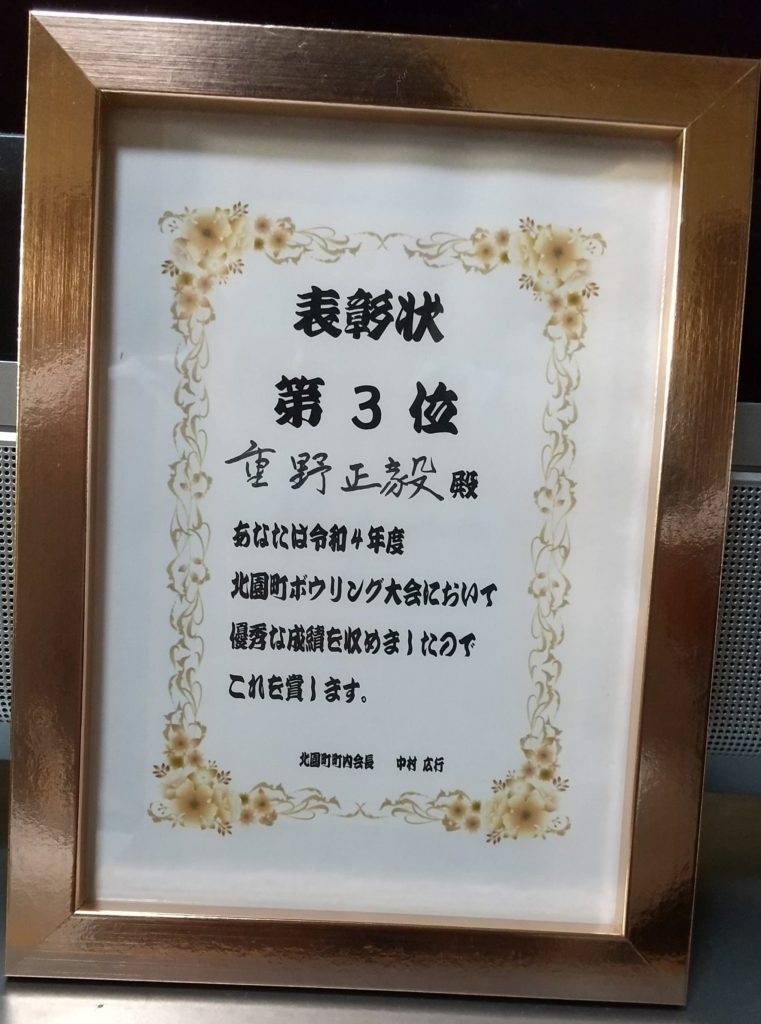 表彰状
第3位
重野正毅殿
あなたは令和4年度
北園町ボウリング大会において
優秀な成績を収めましたので
これを賞します。
北園町町内会長 中村 広行